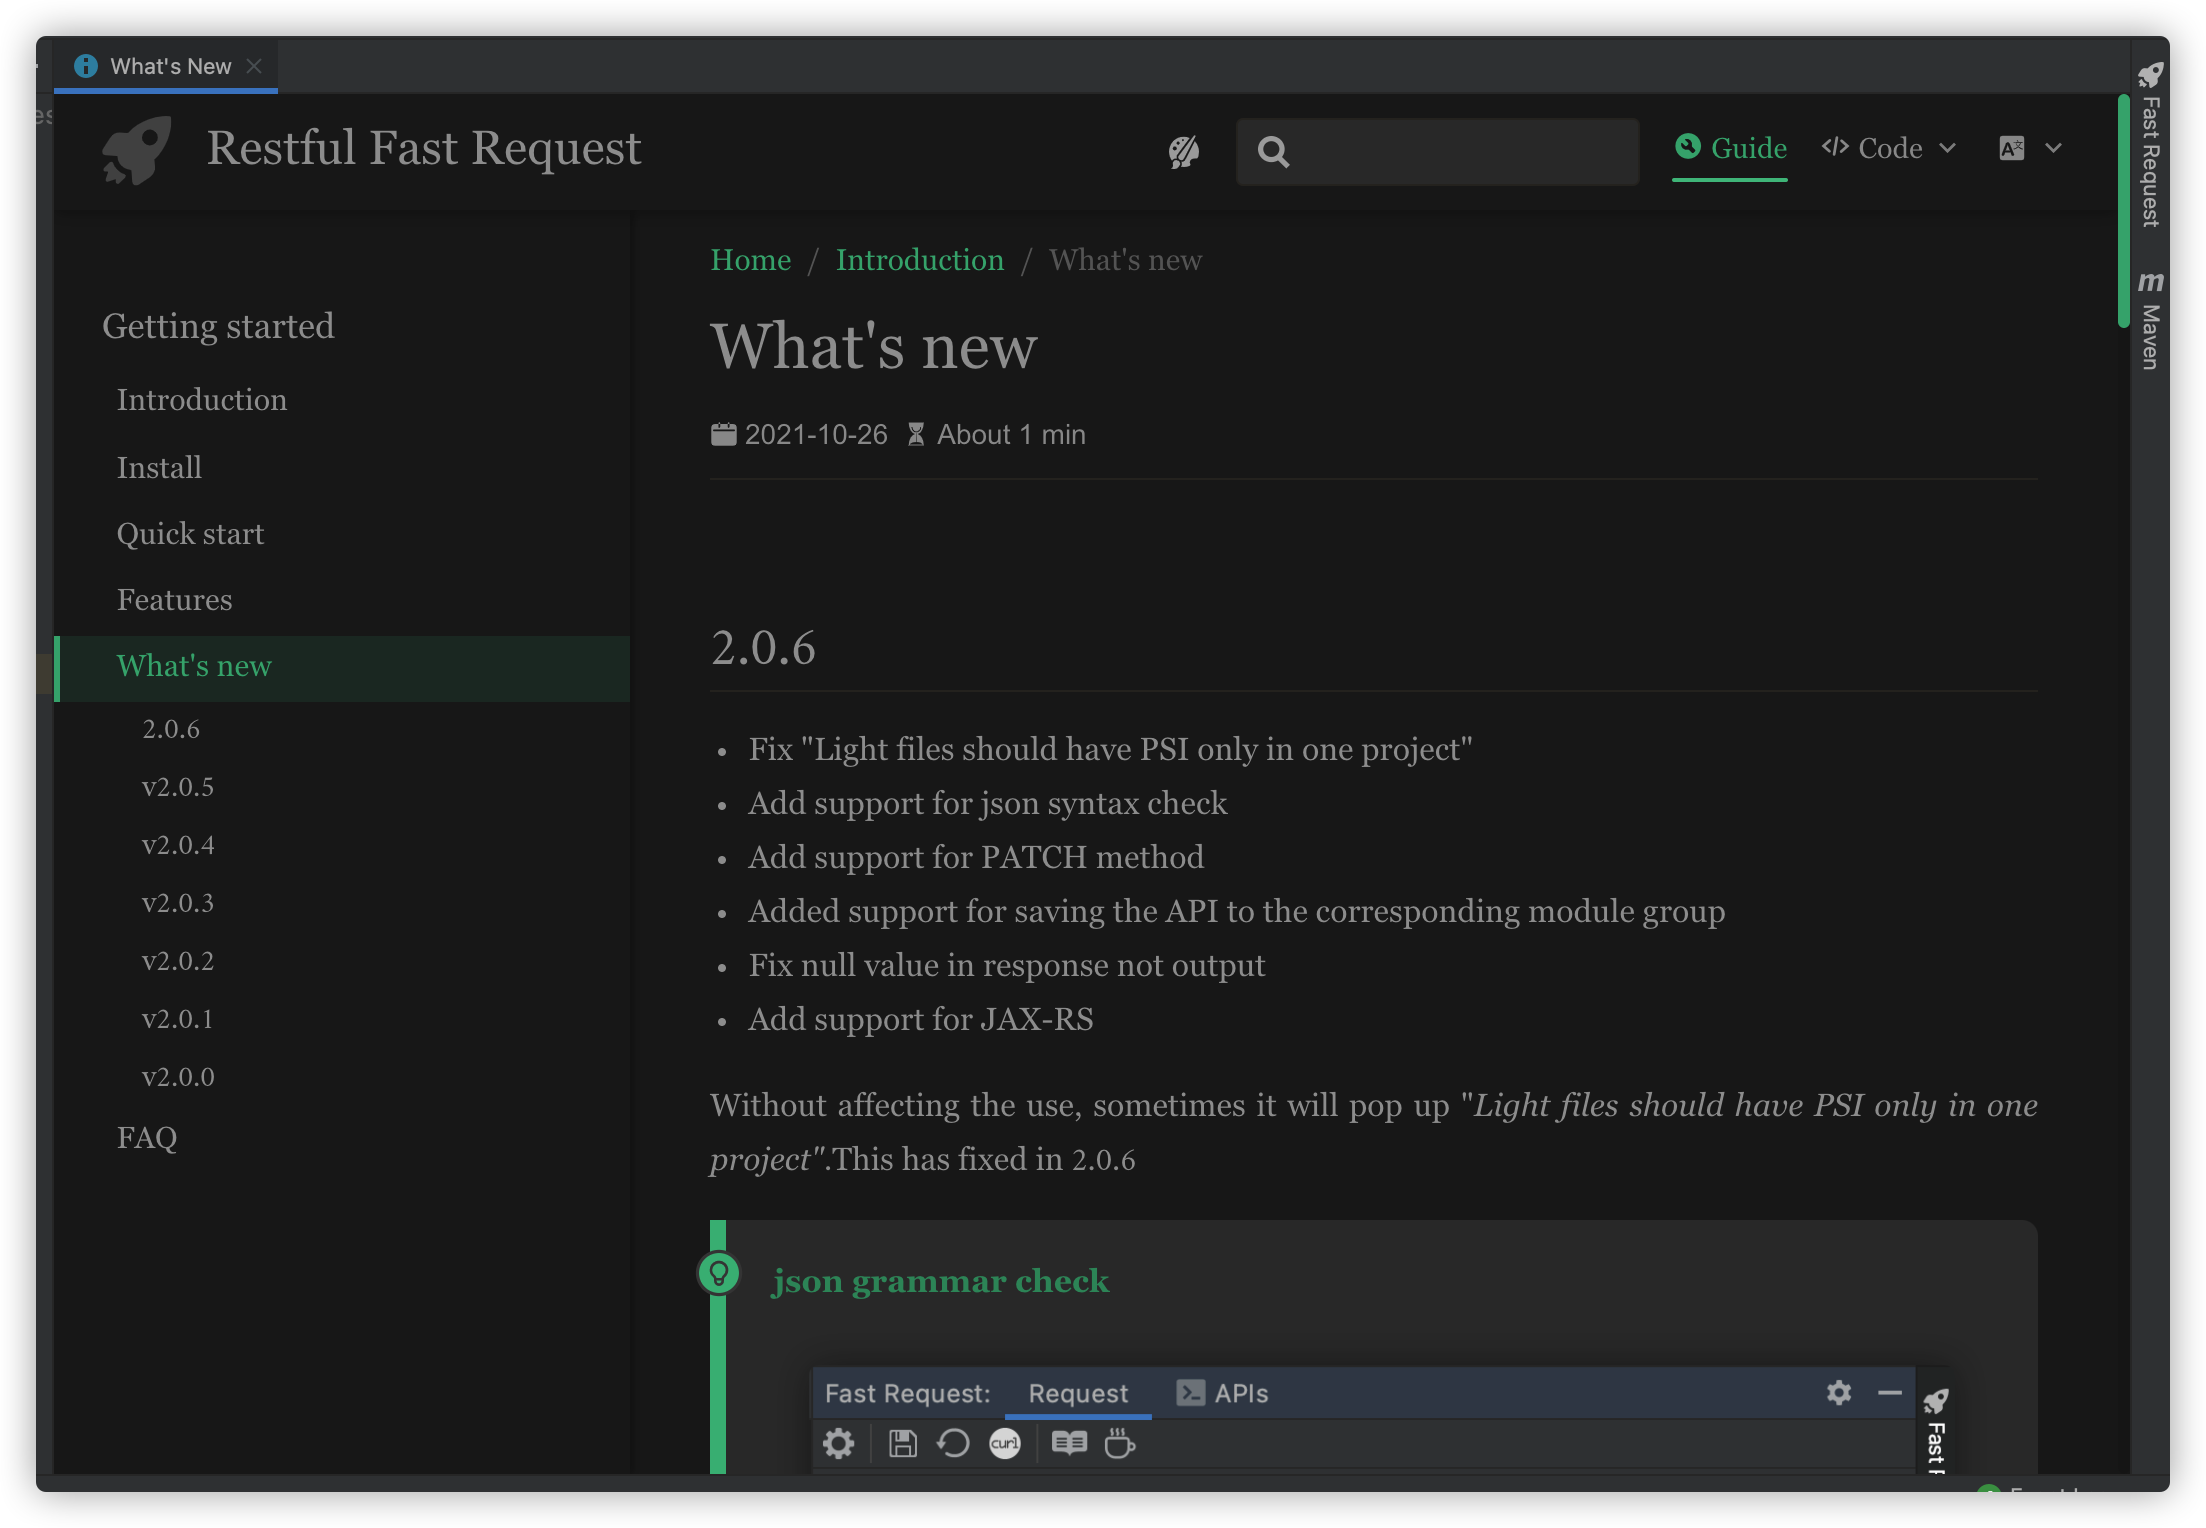 What's New
Restful Fast Request
Guide
Code
Fast Request
Maven
Home / Introduction / What's new
Getting started
Introduction
Install
Quick start
Features
What's new
2.0.6
v2.0.5
v2.0.4
v2.0.3
v2.0.2
v2.0.1
v2.0.0
FAQ
What's new
2021-10-26 About 1 min
2.0.6
• Fix "Light files should have PSI only in one project"
• Add support for json syntax check
• Add support for PATCH method
• Added support for saving the API to the corresponding module group
• Fix null value in response not output
• Add support for JAX-RS
Without affecting the use, sometimes it will pop up "Light files should have PSI only in one
project".This has fixed in 2.0.6
json grammar check
Fast Request: Request APIs
curl
Fast